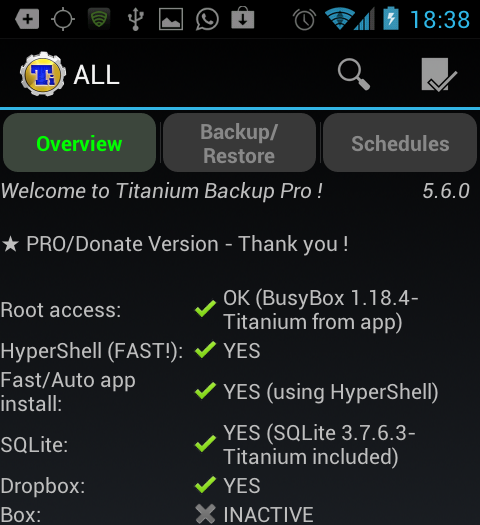 18:38
Ti ALL
Overview
Backup/
Restore
Schedules
Welcome to Titanium Backup Pro ! 5.6.0
★ PRO/Donate Version - Thank you !
Root access: OK (BusyBox 1.18.4-
Titanium from app)
HyperShell (FAST!): YES
Fast/Auto app
install: YES (using HyperShell)
SQLite: YES (SQLite 3.7.6.3-
Titanium included)
Dropbox: YES
Box: INACTIVE